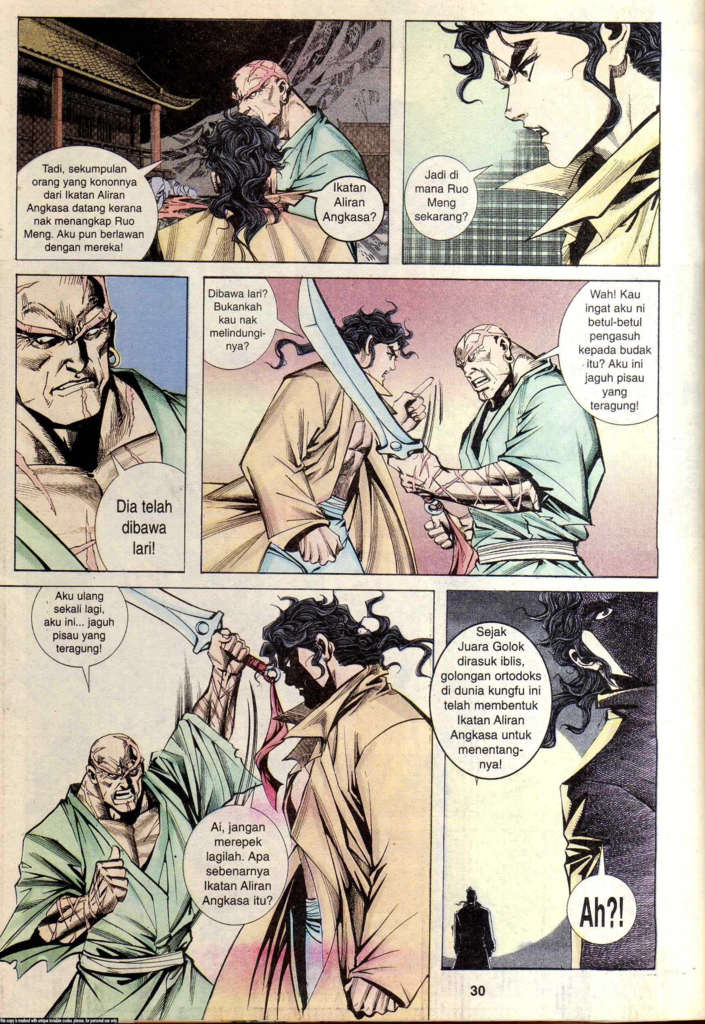 Tadi, sekumpulan
orang yang kononnya
dari Ikatan Aliran
Angkasa datang kerana
nak menangkap Ruo
Meng. Aku pun berlawan
dengan mereka!
Ikatan
Aliran
Angkasa?
Jadi di
mana Ruo
Meng
sekarang?
Dia telah
dibawa
lari!
Dibawa lari?
Bukankah
kau nak
melindungi-
nya?
Wah! Kau
ingat aku ni
betul-betul
pengasuh
kepada budak
itu? Aku ini
jaguh pisau
yang
teragung!
Aku ulang
sekali lagi,
aku ini... jaguh
pisau yang
teragung!
Ai, jangan
merepek
lagilah. Apa
sebenarnya
Ikatan Aliran
Angkasa itu?
Sejak
Juara Golok
dirasuk iblis,
golongan ortodoks
di dunia kungfu ini
telah membentuk
Ikatan Aliran
Angkasa untuk
menentang-
nya!
Ah?!
30